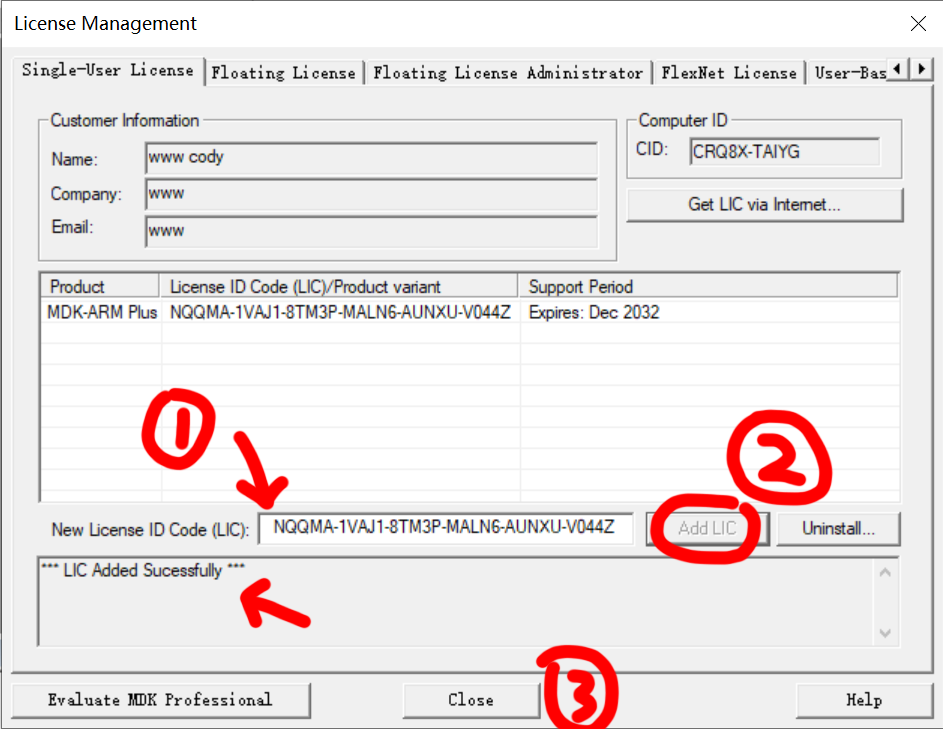 License Management
Single-User License Floating License Floating License Administrator FlexNet License User-Bas
Customer Information
Name: www cody
Company: www
Email: www
Computer ID
CID: CRQ8X-TAIYG
Get LIC via Internet...
Product License ID Code (LIC)/Product variant Support Period
MDK-ARM Plus NQQMA-1VAJ1-8TM3P-MALN6-AUNXU-V044Z Expires: Dec 2032
1
2
New License ID Code (LIC): NQQMA-1VAJ1-8TM3P-MALN6-AUNXU-V044Z Add LIC Uninstall...
*** LIC Added Sucessfully ***
Evaluate MDK Professional Close 3 Help